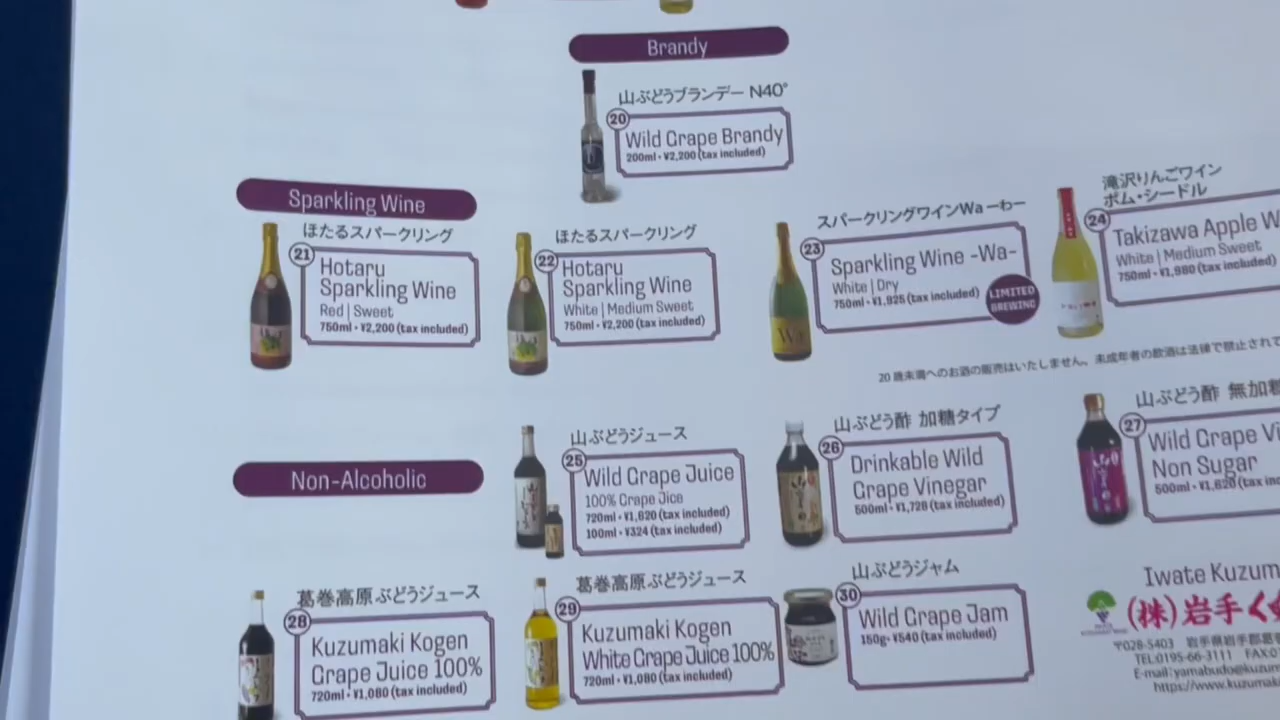 Brandy
山ぶどうブランデー N40°
20
Wild Grape Brandy
200ml・¥2,200 (tax included)
Sparkling Wine
ほたるスパークリング
21
Hotaru
Sparkling Wine
Red | Sweet
750ml・¥2,200 (tax included)
ほたるスパークリング
22
Hotaru
Sparkling Wine
White | Medium Sweet
750ml・¥2,200 (tax included)
スパークリングワインWa ーわー
23
Sparkling Wine -Wa-
White | Dry
750ml・¥1,925 (tax included)
LIMITED
BREWING
Wa
滝沢りんごワイン
ポム・シードル
24
Takizawa Apple W
White | Medium Sweet
750ml・¥1,980 (tax included)
20歳未満へのお酒の販売はいたしません。未成年者の飲酒は法律で禁止されて
Non-Alcoholic
山ぶどうジュース
25
Wild Grape Juice
100% Grape Jice
720ml・¥1,620 (tax included)
100ml・¥324 (tax included)
山ぶどう酢 加糖タイプ
26
Drinkable Wild
Grape Vinegar
500ml・¥1,728 (tax included)
山ぶどう酢 無加糖
27
Wild Grape Vi
Non Sugar
500ml・¥1,620 (tax inc
葛巻高原ぶどうジュース
28
Kuzumaki Kogen
Grape Juice 100%
720ml・¥1,080 (tax included)
葛巻高原ぶどうジュース
29
Kuzumaki Kogen
White Grape Juice 100%
720ml・¥1,080 (tax included)
山ぶどうジャム
30
Wild Grape Jam
150g・¥540 (tax included)
Iwate Kuzum
(株)岩手く
〒028-5403 岩手県岩手郡葛
TEL:0195-66-3111 FAX:01
E-mail:yamabudo@kuzum
https://www.kuzumak